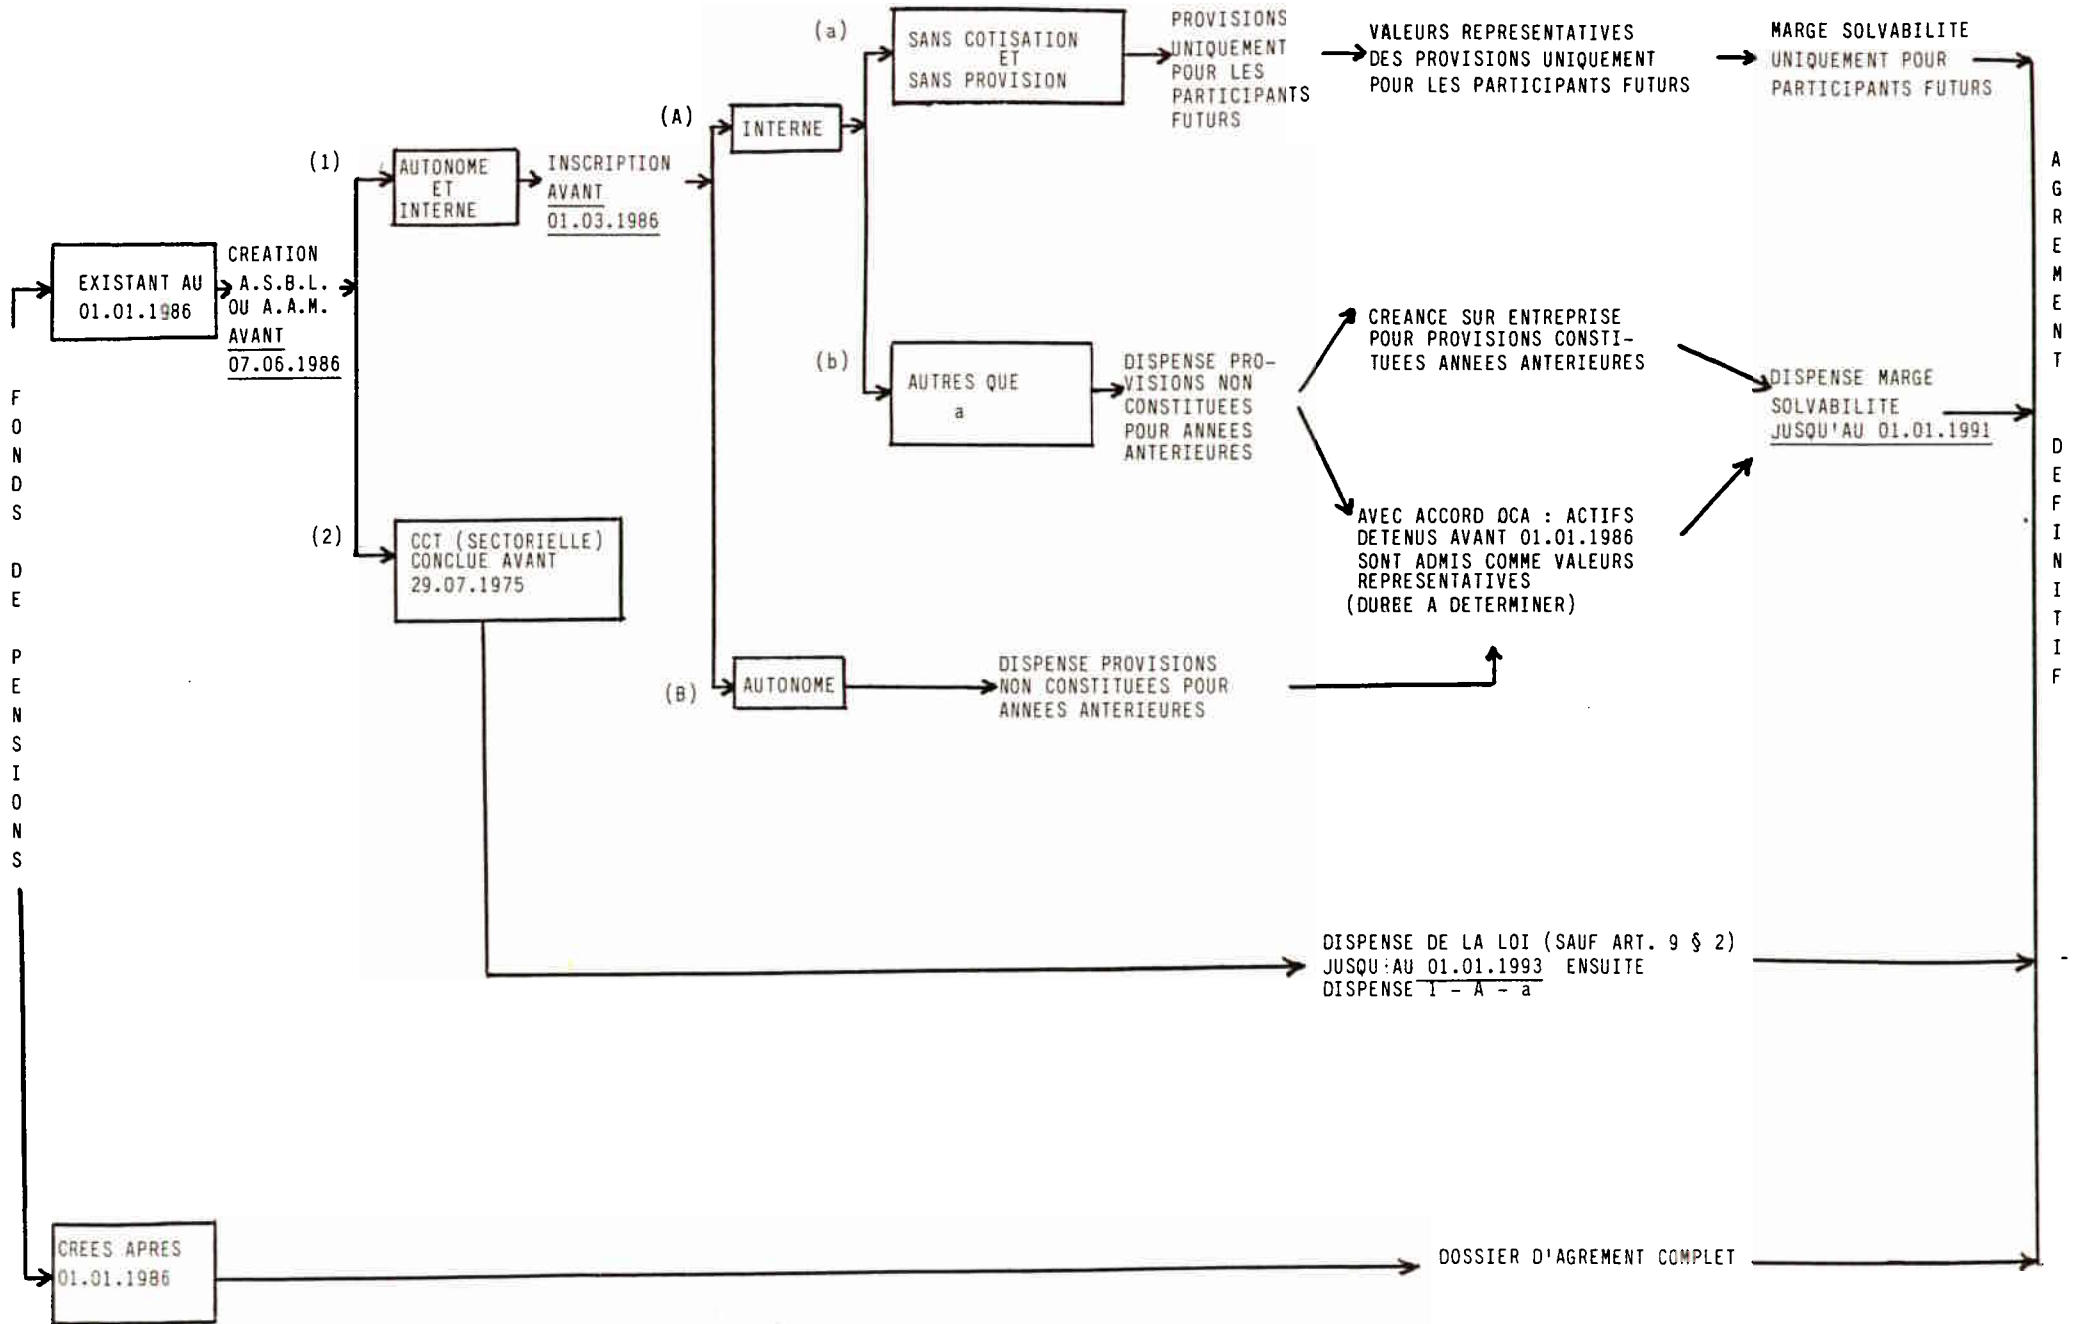 FONDS DE PENSIONS
EXISTANT AU
01.01.1986
CREATION
A.S.B.L.
OU A.A.M.
AVANT
07.06.1986
(1)
AUTONOME
ET
INTERNE
INSCRIPTION
AVANT
01.03.1986
(A)
INTERNE
(a)
SANS COTISATION
ET
SANS PROVISION
PROVISIONS
UNIQUEMENT
POUR LES
PARTICIPANTS
FUTURS
VALEURS REPRESENTATIVES
DES PROVISIONS UNIQUEMENT
POUR LES PARTICIPANTS FUTURS
MARGE SOLVABILITE
UNIQUEMENT POUR
PARTICIPANTS FUTURS
(b)
AUTRES QUE
a
DISPENSE PRO-
VISIONS NON
CONSTITUEES
POUR ANNEES
ANTERIEURES
CREANCE SUR ENTREPRISE
POUR PROVISIONS CONSTI-
TUEES ANNEES ANTERIEURES
AVEC ACCORD OCA : ACTIFS
DETENUS AVANT 01.01.1986
SONT ADMIS COMME VALEURS
REPRESENTATIVES
(DUREE A DETERMINER)
DISPENSE MARGE
SOLVABILITE
JUSQU'AU 01.01.1991
(B)
AUTONOME
DISPENSE PROVISIONS
NON CONSTITUEES POUR
ANNEES ANTERIEURES
(2)
CCT (SECTORIELLE)
CONCLUE AVANT
29.07.1975
DISPENSE DE LA LOI (SAUF ART. 9 § 2)
JUSQU'AU 01.01.1993 ENSUITE
DISPENSE 1 - A - a
CREES APRES
01.01.1986
DOSSIER D'AGREMENT COMPLET
AGREMENT DEFINITIF